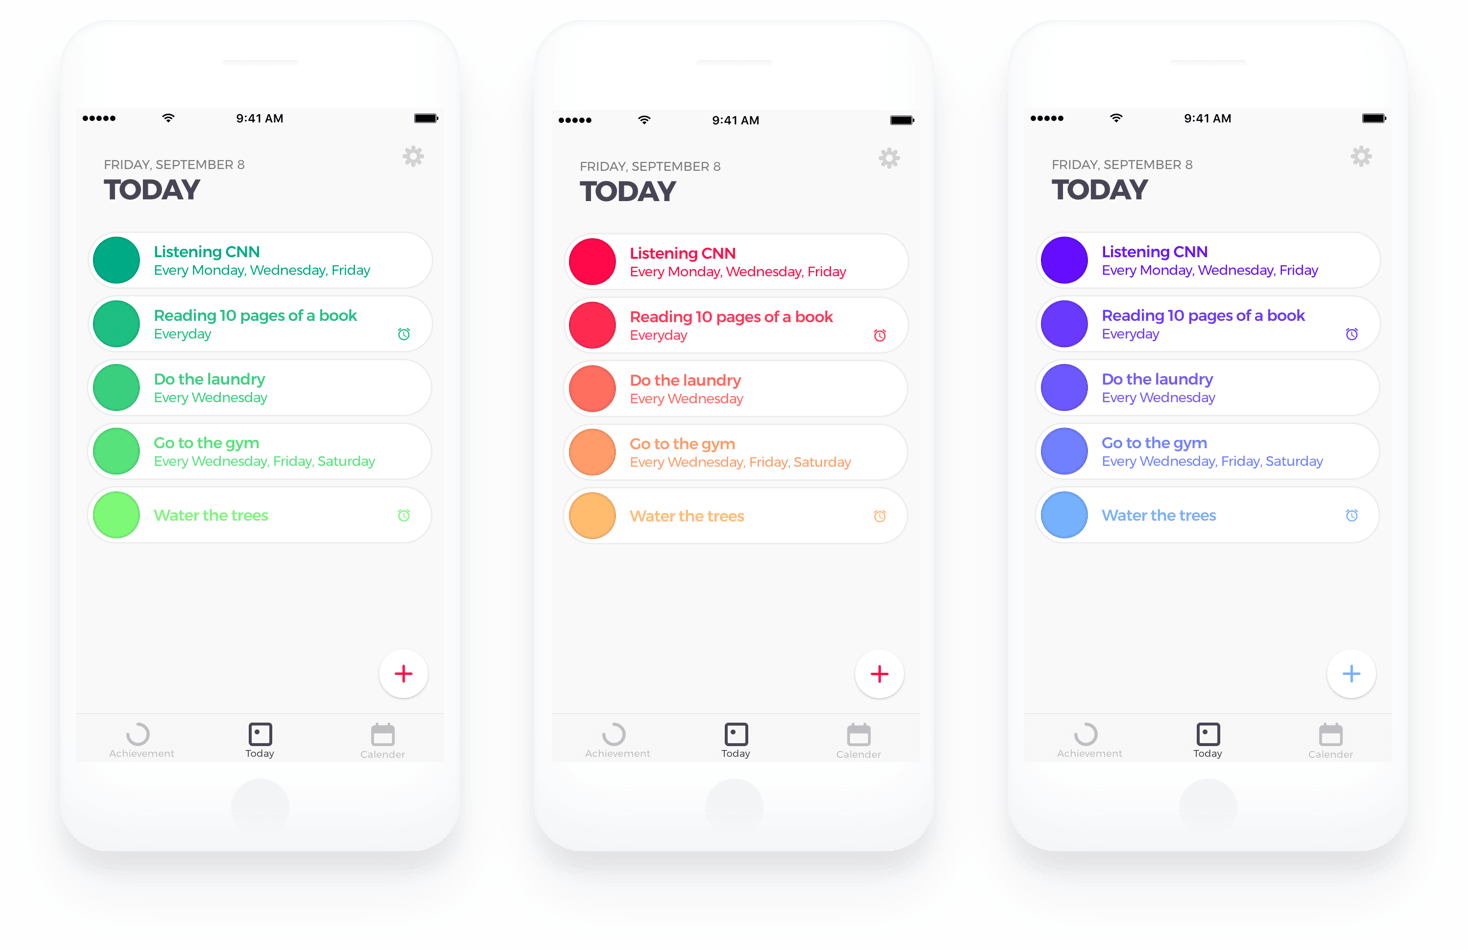 9:41 AM
FRIDAY, SEPTEMBER 8
TODAY
Listening CNN
Every Monday, Wednesday, Friday
Reading 10 pages of a book
Everyday
Do the laundry
Every Wednesday
Go to the gym
Every Wednesday, Friday, Saturday
Water the trees
Achievement
Today
Calender
9:41 AM
FRIDAY, SEPTEMBER 8
TODAY
Listening CNN
Every Monday, Wednesday, Friday
Reading 10 pages of a book
Everyday
Do the laundry
Every Wednesday
Go to the gym
Every Wednesday, Friday, Saturday
Water the trees
Achievement
Today
Calender
9:41 AM
FRIDAY, SEPTEMBER 8
TODAY
Listening CNN
Every Monday, Wednesday, Friday
Reading 10 pages of a book
Everyday
Do the laundry
Every Wednesday
Go to the gym
Every Wednesday, Friday, Saturday
Water the trees
Achievement
Today
Calender